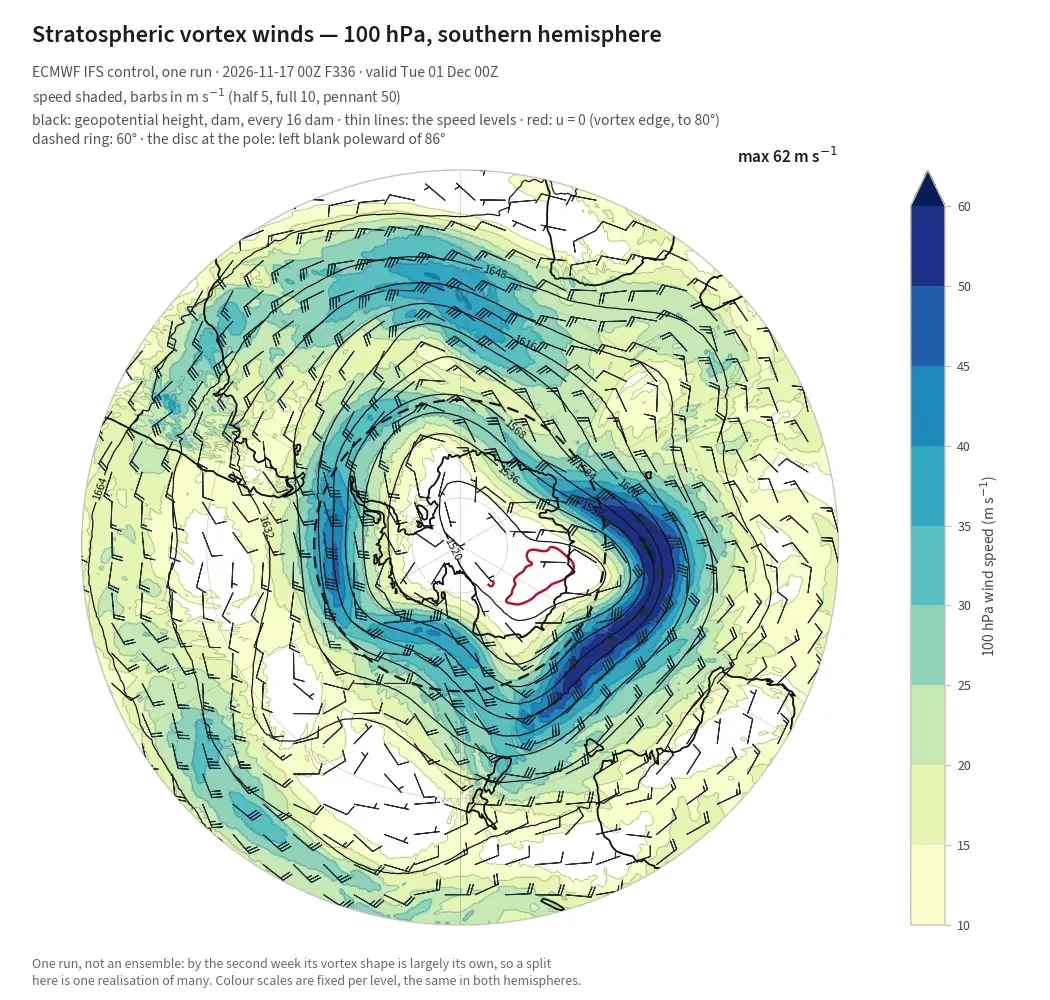 Stratospheric vortex winds — 100 hPa, southern hemisphere
ECMWF IFS control, one run · 2026-11-17 00Z F336 · valid Tue 01 Dec 00Z
speed shaded, barbs in m s⁻¹ (half 5, full 10, pennant 50)
black: geopotential height, dam, every 16 dam · thin lines: the speed levels · red: u = 0 (vortex edge, to 80°)
dashed ring: 60° · the disc at the pole: left blank poleward of 86°
max 62 m s⁻¹
60
50
45
40
35
30
25
20
15
10
100 hPa wind speed (m s⁻¹)
1648
1616
1568
1536
1664
1632
1520
One run, not an ensemble: by the second week its vortex shape is largely its own, so a split
here is one realisation of many. Colour scales are fixed per level, the same in both hemispheres.